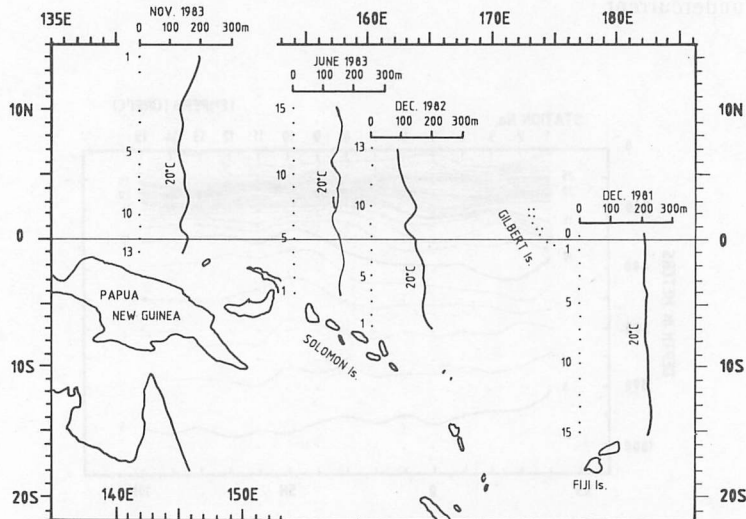 undercurrent
135E
NOV. 1983
0 100 200 300m
160E
170E
180E
JUNE 1983
0 100 200 300m
DEC. 1982
0 100 200 300m
DEC. 1981
0 100 200 300m
10N
0
10S
20S
10N
0
10S
20S
1
5
10
13
20°C
15
10
5
1
20°C
13
10
5
1
20°C
0
1
5
10
15
20°C
GILBERT Is.
PAPUA
NEW GUINEA
SOLOMON Is.
FIJI Is.
140E
150E